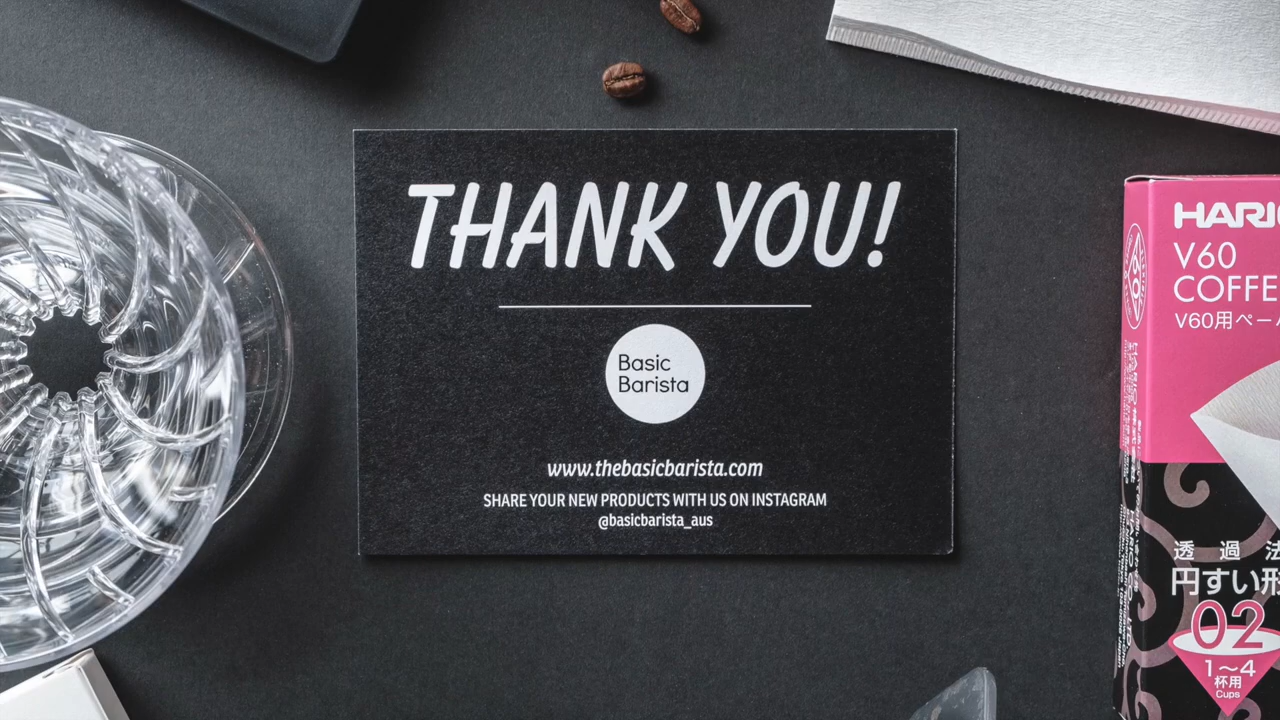 THANK YOU!
Basic
Barista
www.thebasicbarista.com
SHARE YOUR NEW PRODUCTS WITH US ON INSTAGRAM
@basicbarista_aus
HARIO
V60
COFFE
V60用ペー
透過法
円すい形
02
1～4
杯用
Cups